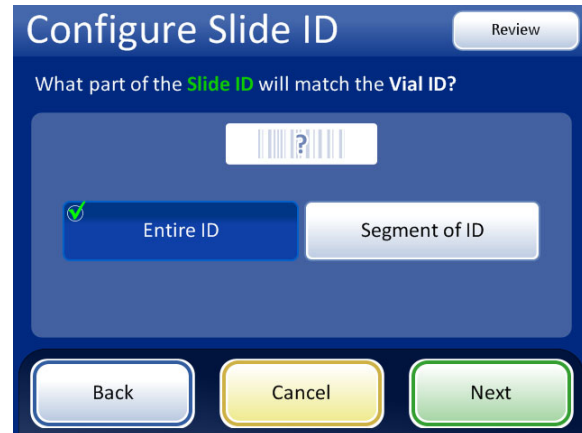 Configure Slide ID
Review
What part of the Slide ID will match the Vial ID?
?
Entire ID
Segment of ID
Back
Cancel
Next